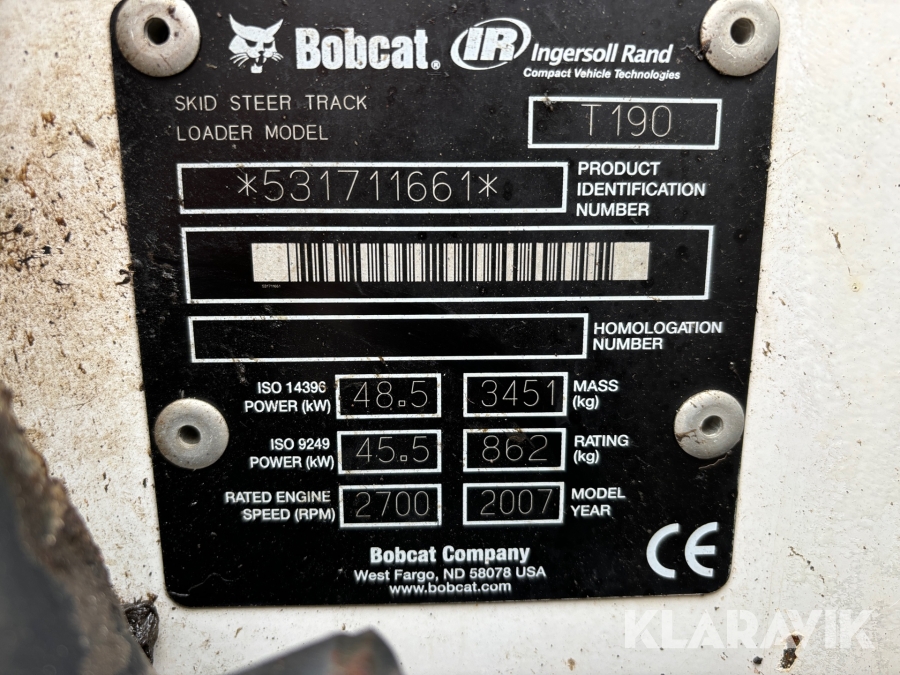 Bobcat® IR Ingersoll Rand
Compact Vehicle Technologies
SKID STEER TRACK
LOADER MODEL
T190
*531711661*
PRODUCT
IDENTIFICATION
NUMBER
531711661
HOMOLOGATION
NUMBER
ISO 14396
POWER (kW)
48.5
3451
MASS
(kg)
ISO 9249
POWER (kW)
45.5
862
RATING
(kg)
RATED ENGINE
SPEED (RPM)
2700
2007
MODEL
YEAR
Bobcat Company
West Fargo, ND 58078 USA
www.bobcat.com
CE
KLARAVIK